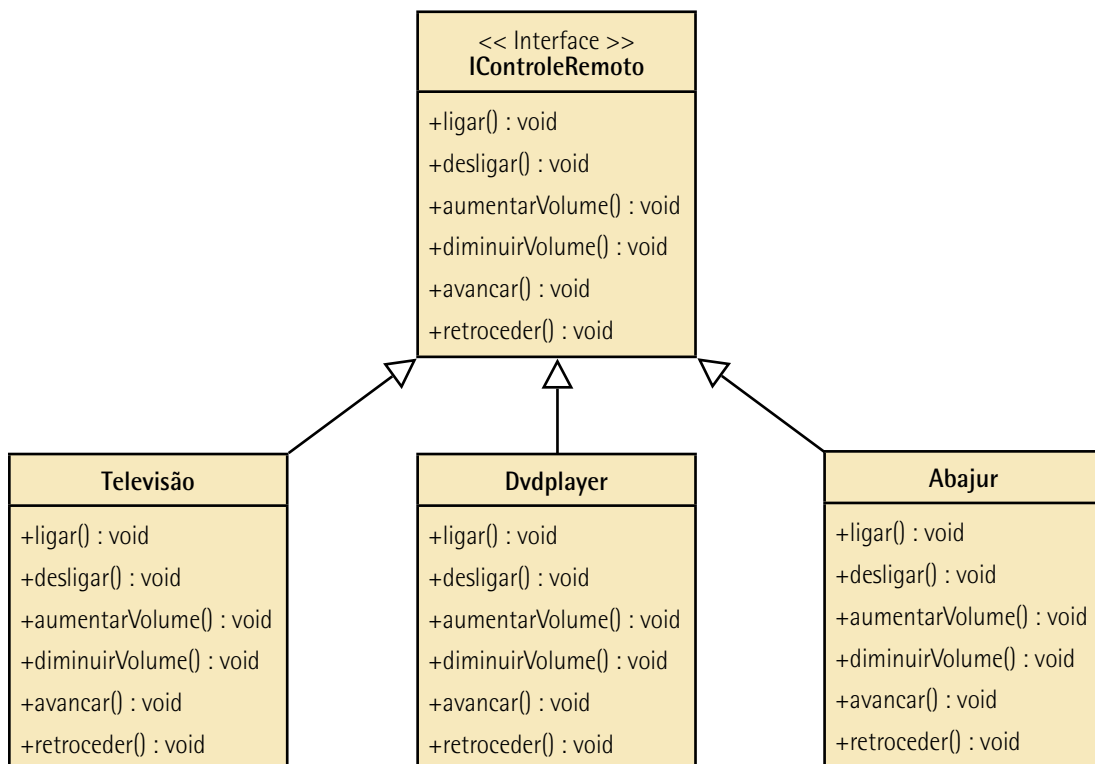 << Interface >>
IControleRemoto
+ligar() : void
+desligar() : void
+aumentarVolume() : void
+diminuirVolume() : void
+avancar() : void
+retroceder() : void
Televisão
+ligar() : void
+desligar() : void
+aumentarVolume() : void
+diminuirVolume() : void
+avancar() : void
+retroceder() : void
Dvdplayer
+ligar() : void
+desligar() : void
+aumentarVolume() : void
+diminuirVolume() : void
+avancar() : void
+retroceder() : void
Abajur
+ligar() : void
+desligar() : void
+aumentarVolume() : void
+diminuirVolume() : void
+avancar() : void
+retroceder() : void